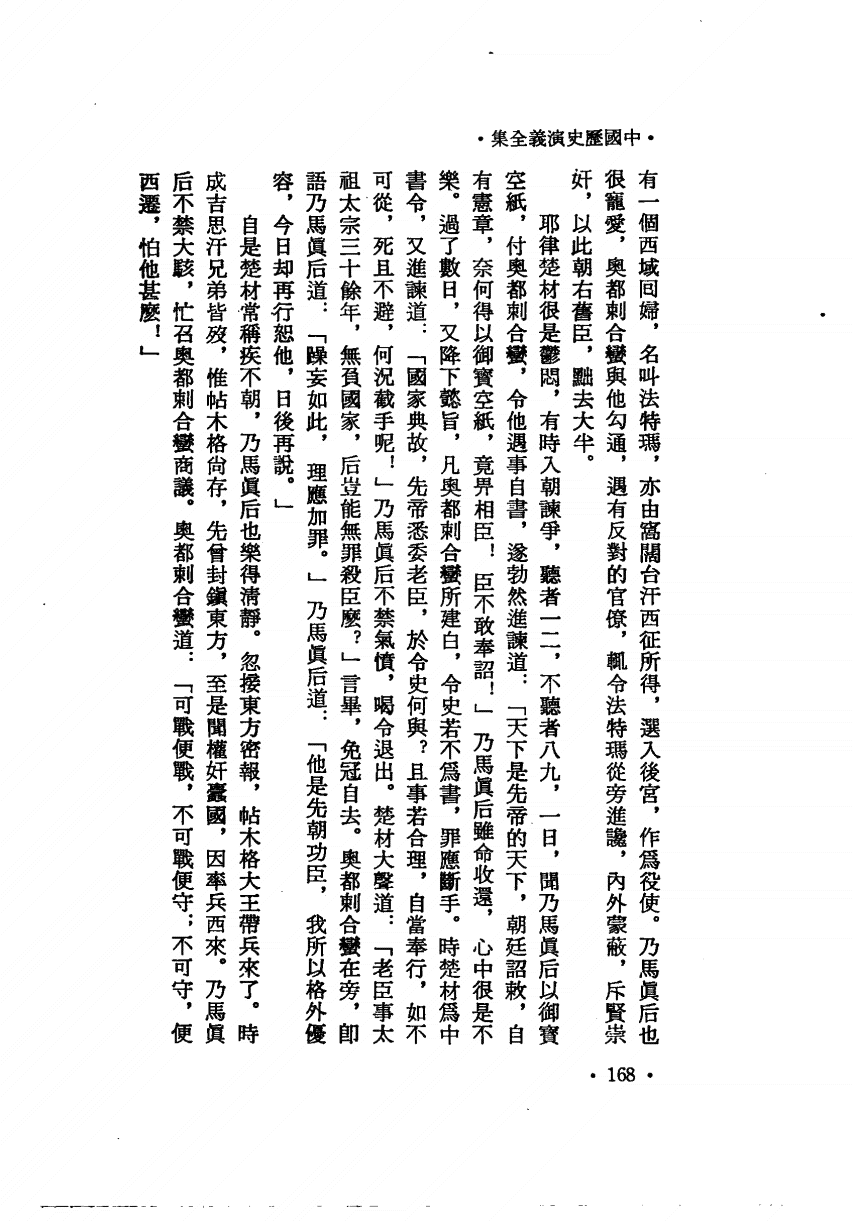 •中國歷史演義全集•
有一個西域回婦，名叫法特瑪，亦由窩闊台汗西征所得，選入後宮，作爲役使。乃馬眞后也
很寵愛，奧都剌合蠻與他勾通，遇有反對的官僚，輒令法特瑪從旁進讒，內外蒙蔽，斥賢崇
奸，以此朝右舊臣，黜去大半。
耶律楚材很是鬱悶，有時入朝諫爭，聽者一二，不聽者八九，一日，聞乃馬眞后以御寶
空紙，付奧都剌合蠻，令他遇事自書，遂勃然進諫道：「天下是先帝的天下，朝廷詔敕，自
有憲章，奈何得以御寶空紙，竟畀相臣！臣不敢奉詔！」乃馬眞后雖命收還，心中很是不
樂。過了數日，又降下懿旨，凡奧都剌合蠻所建白，令史若不爲書，罪應斷手。時楚材爲中
書令，又進諫道：「國家典故，先帝悉委老臣，於令史何與？且事若合理，自當奉行，如不
可從，死且不避，何況截手呢！」乃馬眞后不禁氣憤，喝令退出。楚材大聲道：「老臣事太
祖太宗三十餘年，無負國家，后豈能無罪殺臣麼？」言畢，免冠自去。奧都剌合蠻在旁，卽
語乃馬眞后道：「躁妄如此，理應加罪。」乃馬眞后道：「他是先朝功臣，我所以格外優
容，今日却再行恕他，日後再說。」
自是楚材常稱疾不朝，乃馬眞后也樂得清靜。忽接東方密報，帖木格大王帶兵來了。時
成吉思汗兄弟皆歿，惟帖木格尙存，先曾封鎭東方，至是聞權奸蠹國，因率兵西來。乃馬眞
后不禁大駭，忙召奧都剌合蠻商議。奧都剌合蠻道：「可戰便戰，不可戰便守；不可守，便
西遷，怕他甚麼！」
•168•